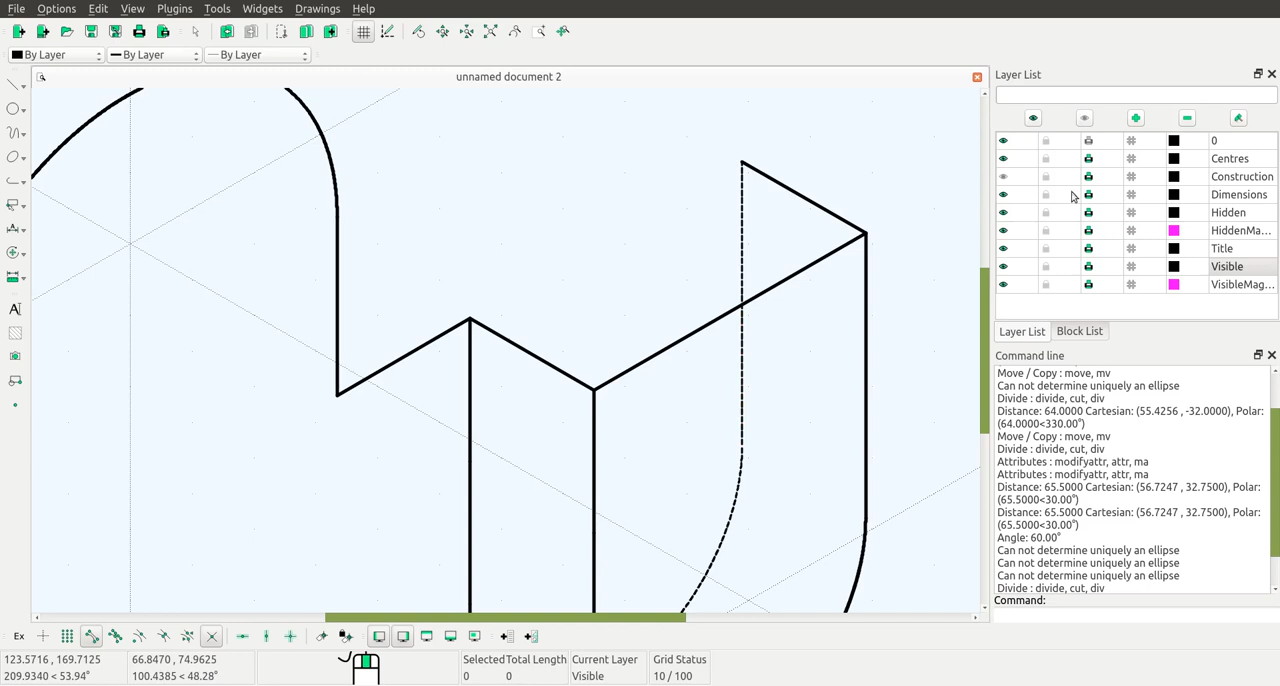 File Options Edit View Plugins Tools Widgets Drawings Help
By Layer By Layer By Layer
unnamed document 2
Layer List
0
Centres
Construction
Dimensions
Hidden
HiddenMa...
Title
Visible
VisibleMag...
Layer List Block List
Command line
Move / Copy : move, mv
Can not determine uniquely an ellipse
Divide : divide, cut, div
Distance: 64.0000 Cartesian: (55.4256 , -32.0000), Polar:
(64.0000<330.00°)
Move / Copy : move, mv
Divide : divide, cut, div
Attributes : modifyattr, attr, ma
Attributes : modifyattr, attr, ma
Distance: 65.5000 Cartesian: (56.7247 , 32.7500), Polar:
(65.5000<30.00°)
Distance: 65.5000 Cartesian: (56.7247 , 32.7500), Polar:
(65.5000<30.00°)
Angle: 60.00°
Can not determine uniquely an ellipse
Can not determine uniquely an ellipse
Can not determine uniquely an ellipse
Divide : divide, cut, div
Command:
Ex
123.5716 , 169.7125 66.8470 , 74.9625 Selected Total Length Current Layer Grid Status
209.9340 < 53.94° 100.4385 < 48.28° 0 0 Visible 10 / 100